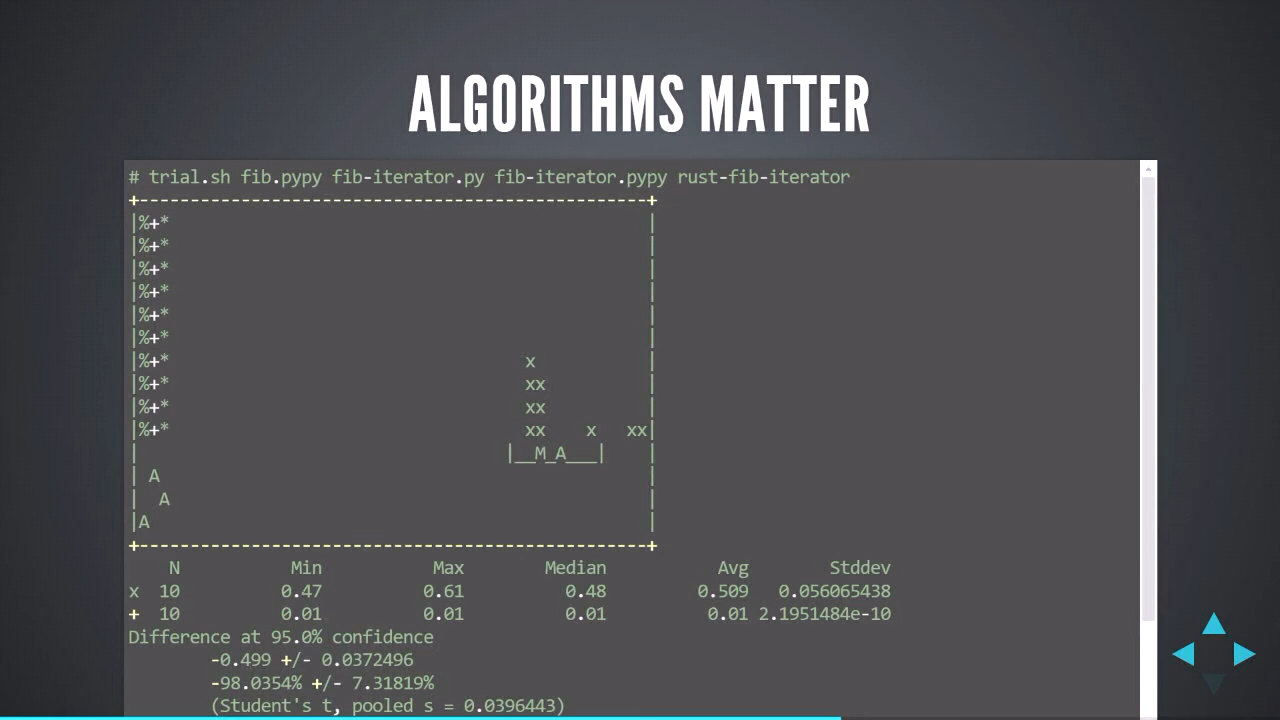 ALGORITHMS MATTER
# trial.sh fib.pypy fib-iterator.py fib-iterator.pypy rust-fib-iterator
+---------------------------------------------------+
|%+*                                                |
|%+*                                                |
|%+*                                                |
|%+*                                                |
|%+*                                                |
|%+*                                                |
|%+*                                   x            |
|%+*                                   xx           |
|%+*                                   xx           |
|%+*                                   xx    x   xx|
|                                    |__M_A___|    |
| A                                                 |
|  A                                                |
|A                                                  |
+---------------------------------------------------+
    N           Min           Max        Median           Avg        Stddev
x  10          0.47          0.61          0.48         0.509   0.056065438
+  10          0.01          0.01          0.01          0.01 2.1951484e-10
Difference at 95.0% confidence
        -0.499 +/- 0.0372496
        -98.0354% +/- 7.31819%
        (Student's t, pooled s = 0.0396443)